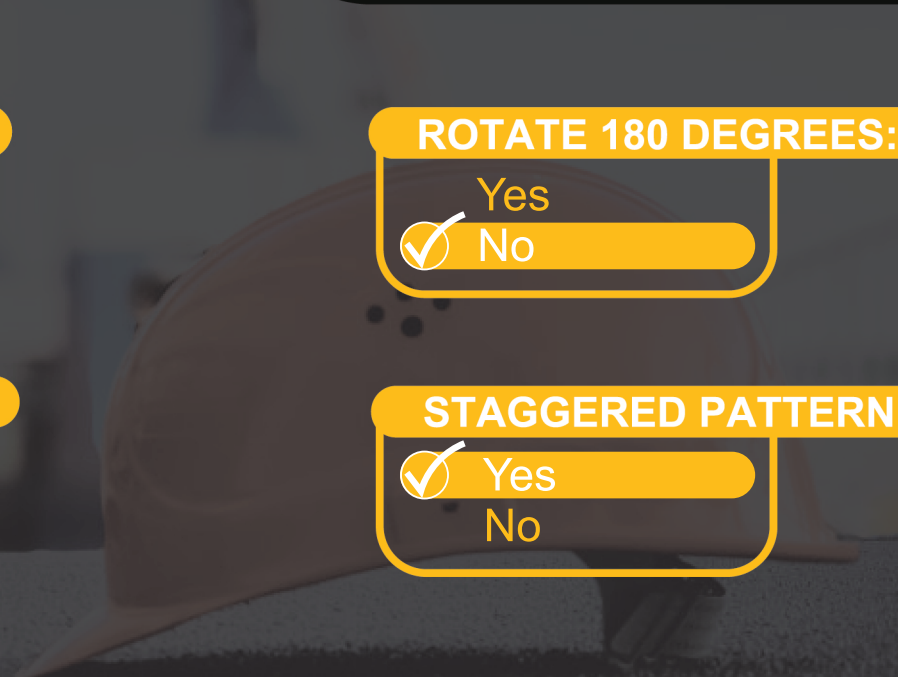 ROTATE 180 DEGREES:
Yes
No
STAGGERED PATTERN
Yes
No